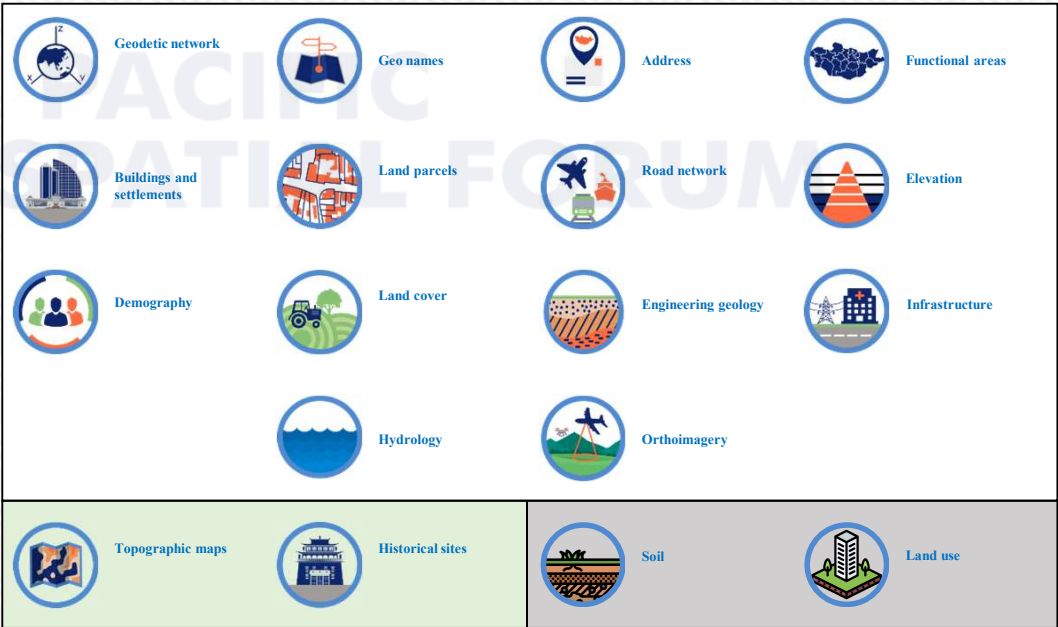 PACIFIC
SPATIAL FORUM
Geodetic network
Geo names
Address
Functional areas
Buildings and
settlements
Land parcels
Road network
Elevation
Demography
Land cover
Engineering geology
Infrastructure
Hydrology
Orthoimagery
Topographic maps
Historical sites
Soil
Land use
Z
X
Y